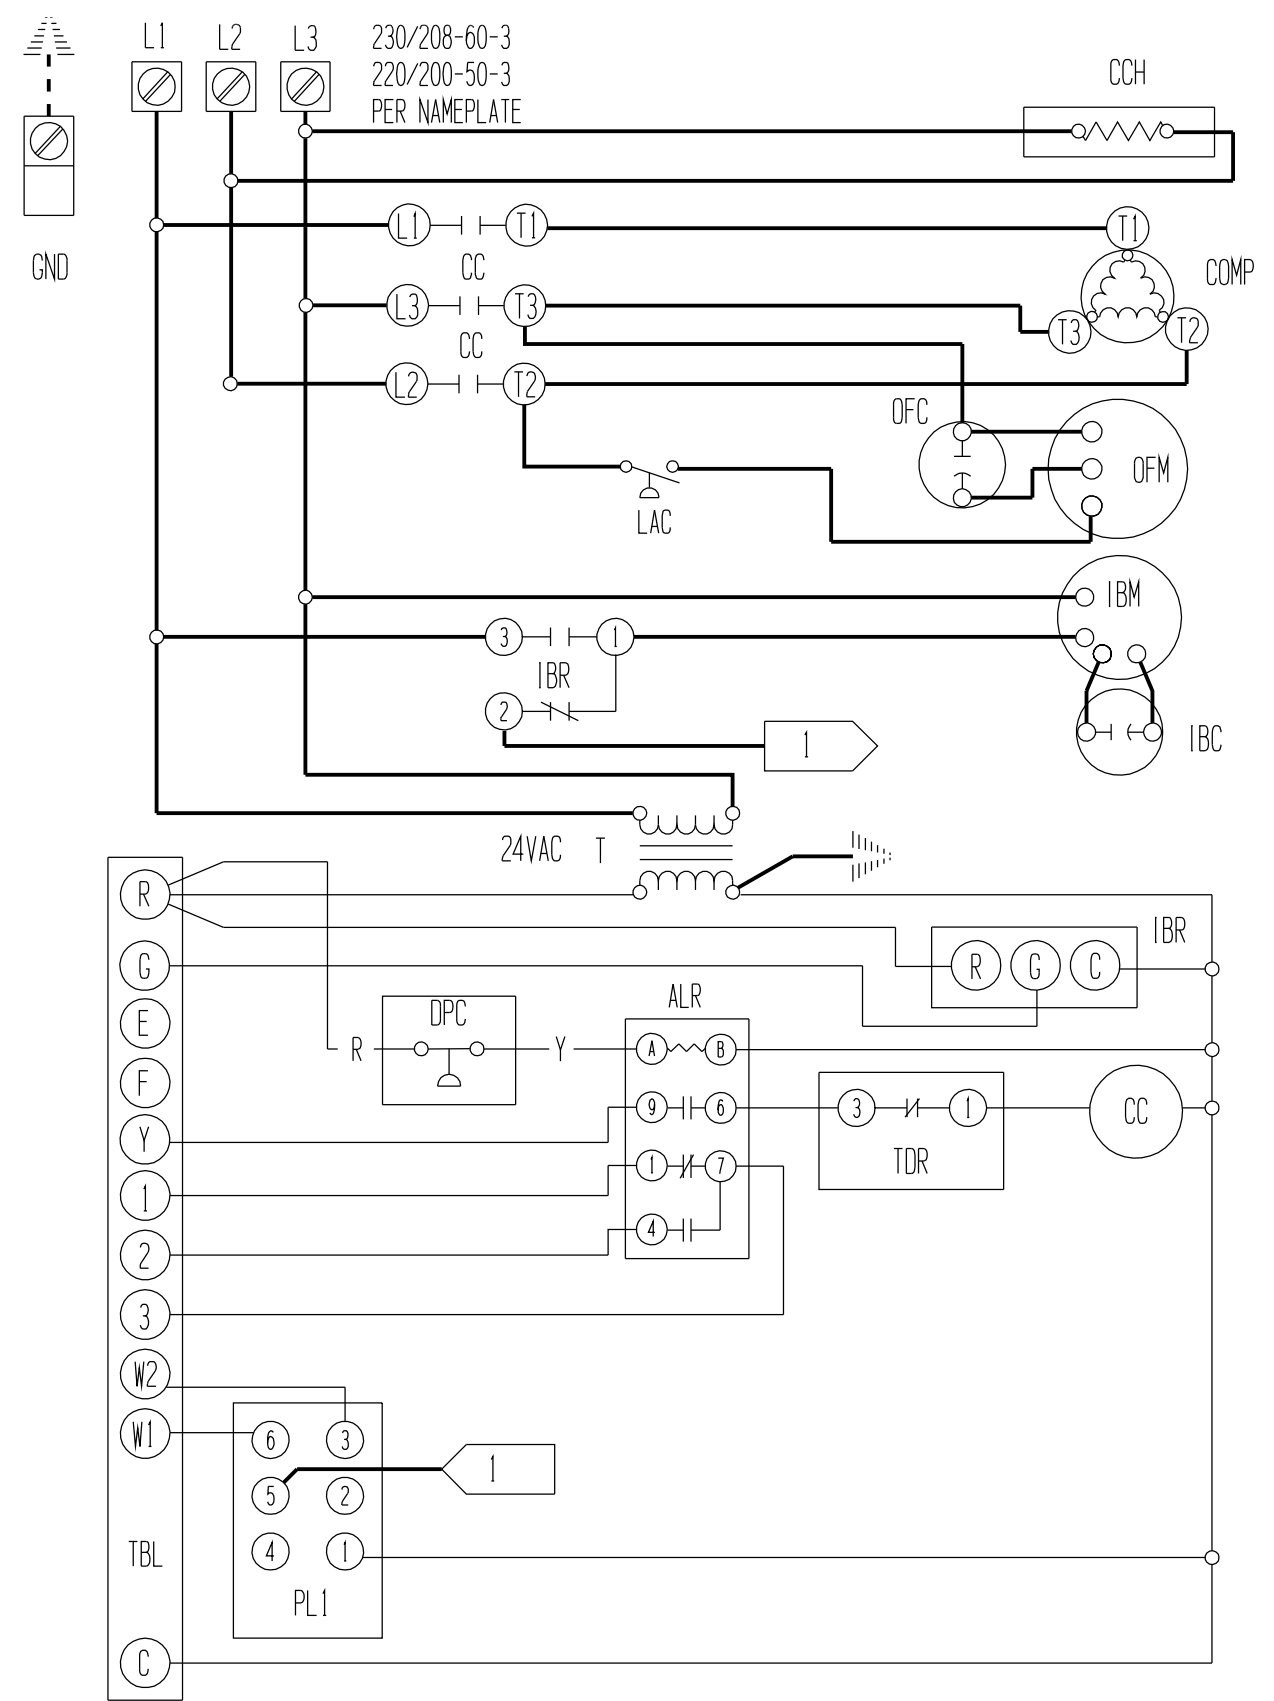 L1 L2 L3 230/208-60-3
220/200-50-3
PER NAMEPLATE
CCH
GND
L1 T1 T1
CC
COMP
L3 T3
T3 T2
CC
L2 T2
OFC
OFM
LAC
IBM
3 1
IBR
2
1
IBC
24VAC T
R
IBR
G R G C
ALR
DPC
E
R Y A B
F
9 6 3 1 CC
Y
1 7 TDR
1
4
2
3
W2
W1 6 3
1
5 2
TBL 4 1
PL1
C